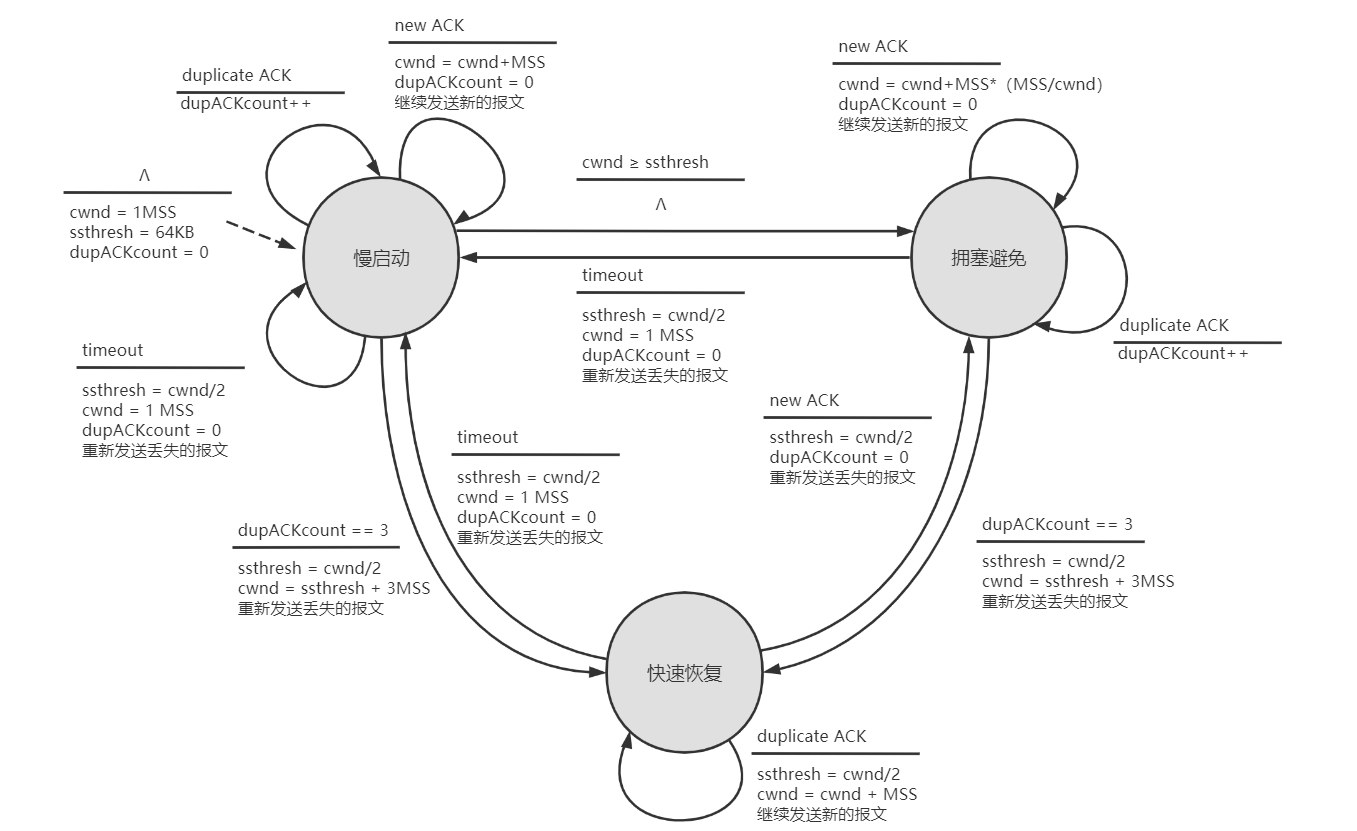 new ACK
cwnd = cwnd+MSS
dupACKcount = 0
继续发送新的报文
duplicate ACK
dupACKcount++
Λ
cwnd = 1MSS
ssthresh = 64KB
dupACKcount = 0
慢启动
timeout
ssthresh = cwnd/2
cwnd = 1 MSS
dupACKcount = 0
重新发送丢失的报文
cwnd ≥ ssthresh
Λ
timeout
ssthresh = cwnd/2
cwnd = 1 MSS
dupACKcount = 0
重新发送丢失的报文
new ACK
cwnd = cwnd+MSS*（MSS/cwnd）
dupACKcount = 0
继续发送新的报文
拥塞避免
duplicate ACK
dupACKcount++
new ACK
ssthresh = cwnd/2
dupACKcount = 0
重新发送丢失的报文
timeout
ssthresh = cwnd/2
cwnd = 1 MSS
dupACKcount = 0
重新发送丢失的报文
dupACKcount == 3
ssthresh = cwnd/2
cwnd = ssthresh + 3MSS
重新发送丢失的报文
dupACKcount == 3
ssthresh = cwnd/2
cwnd = ssthresh + 3MSS
重新发送丢失的报文
快速恢复
duplicate ACK
ssthresh = cwnd/2
cwnd = cwnd + MSS
继续发送新的报文